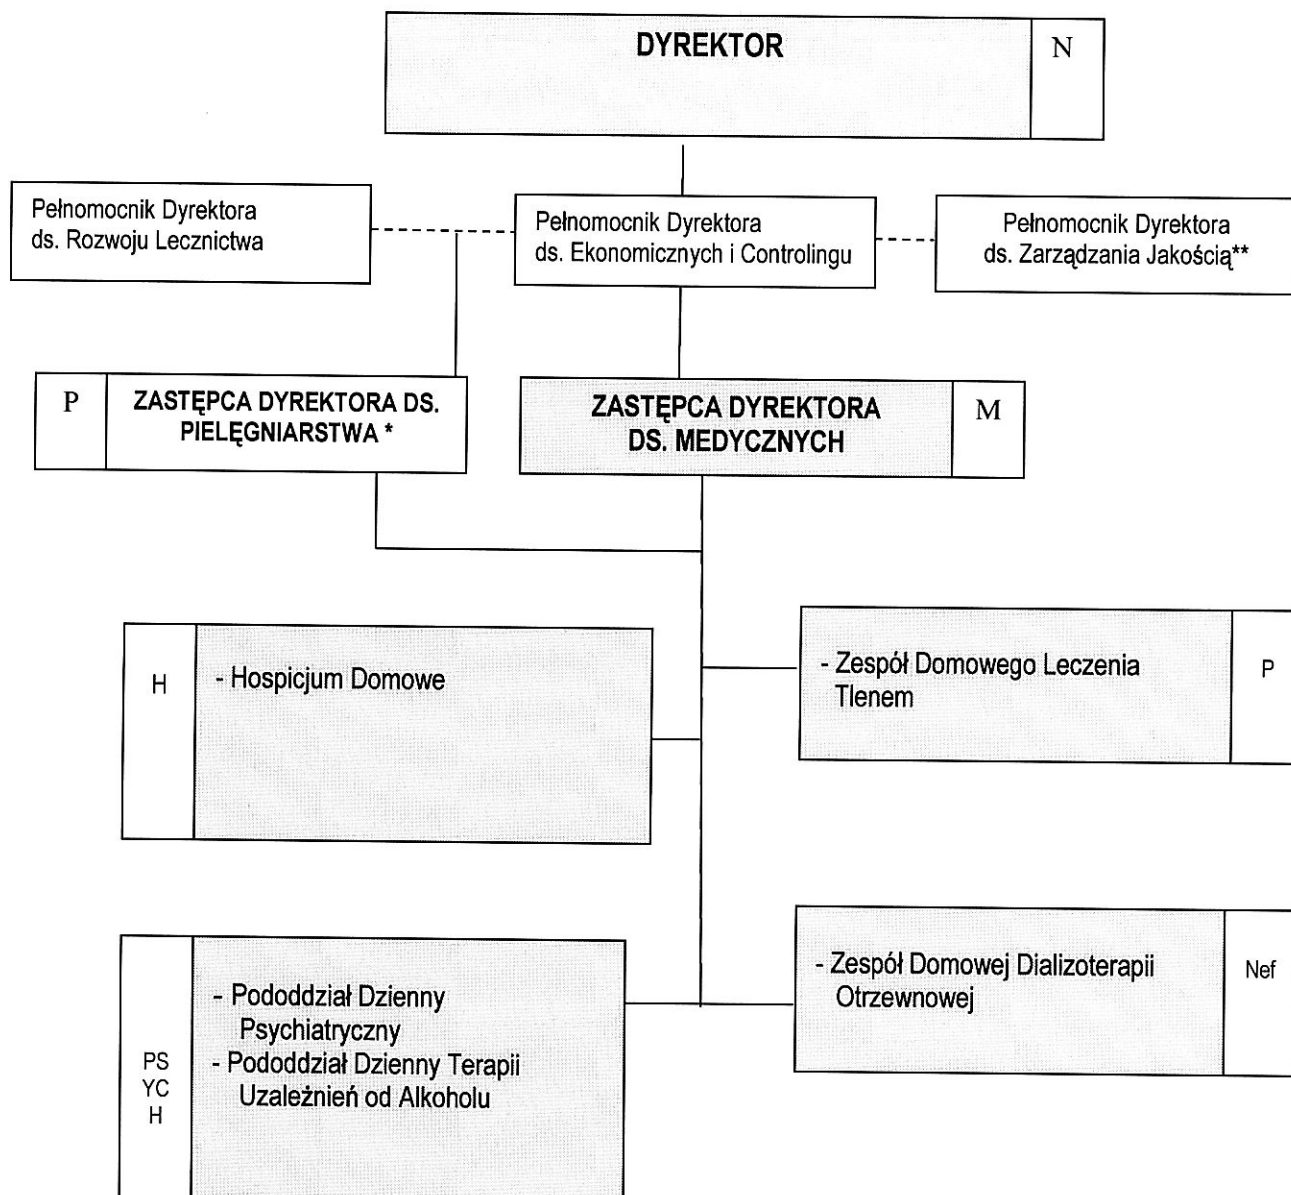 DYREKTOR
N
Pełnomocnik Dyrektora
ds. Rozwoju Lecznictwa
Pełnomocnik Dyrektora
ds. Ekonomicznych i Controlingu
Pełnomocnik Dyrektora
ds. Zarządzania Jakością**
P
ZASTĘPCA DYREKTORA DS.
PIELĘGNIARSTWA *
ZASTĘPCA DYREKTORA
DS. MEDYCZNYCH
M
H
- Hospicjum Domowe
- Zespół Domowego Leczenia
Tlenem
P
PS
YC
H
- Pododdział Dzienny
Psychiatryczny
- Pododdział Dzienny Terapii
Uzależnień od Alkoholu
- Zespół Domowej Dializoterapii
Otrzewnowej
Nef